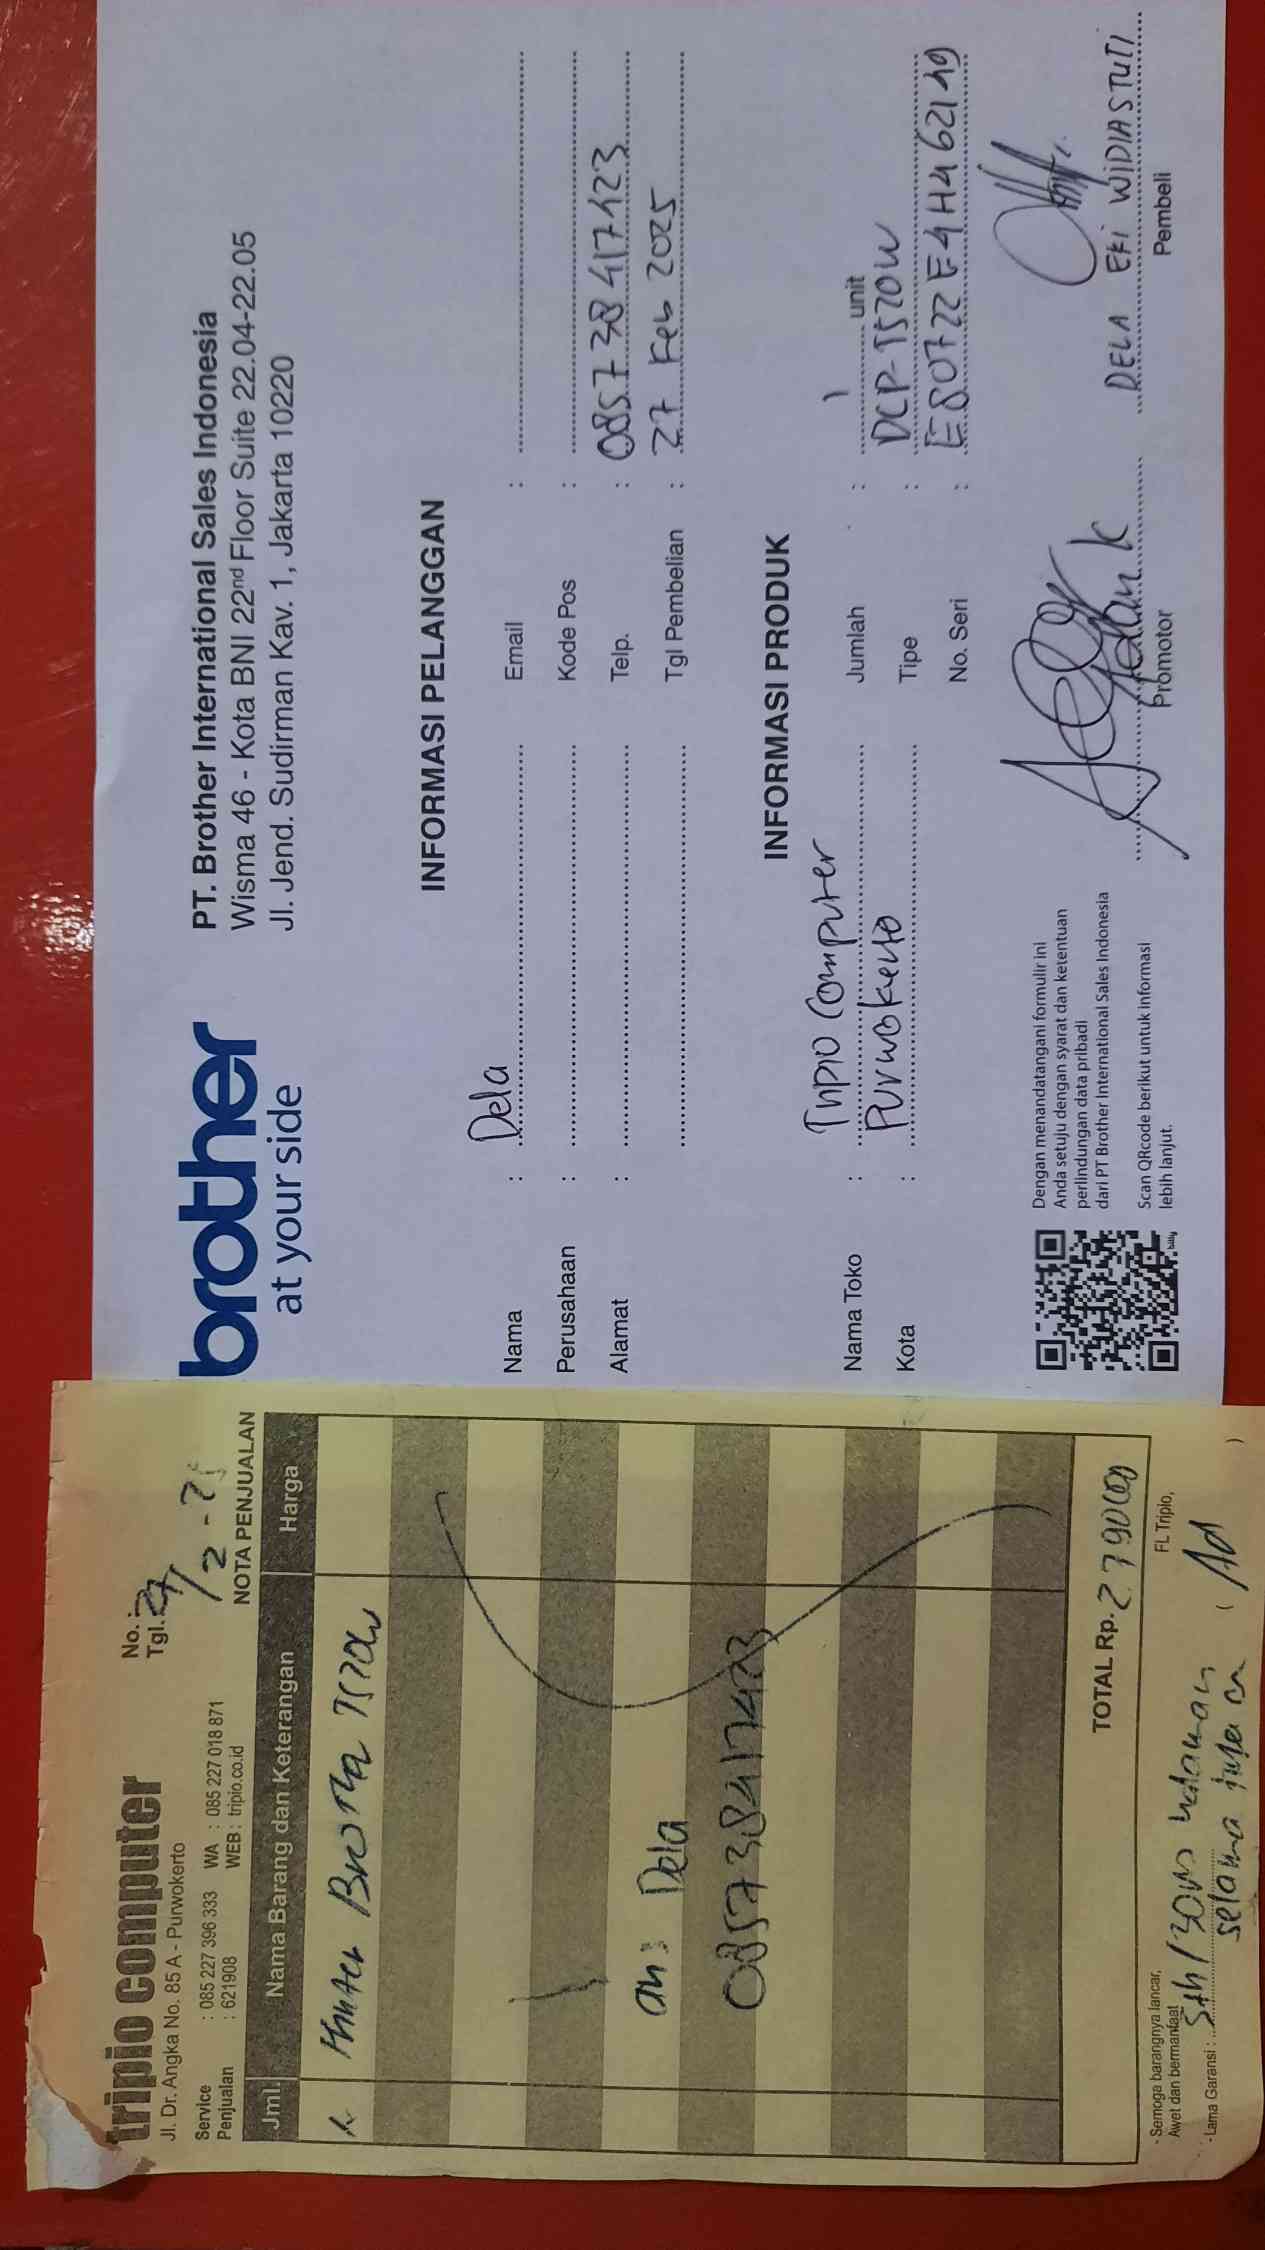 brother
at your side
PT. Brother International Sales Indonesia
Wisma 46 - Kota BNI 22nd Floor Suite 22.04-22.05
Jl. Jend. Sudirman Kav. 1, Jakarta 10220
INFORMASI PELANGGAN
Nama : Dela
Email :
Perusahaan :
Kode Pos :
Alamat :
Telp. : 085738417423
Tgl Pembelian : 27 Feb 2025
INFORMASI PRODUK
Nama Toko : Tripio Computer
Jumlah : 1 unit
Kota : Purwokerto
Tipe : DCP-T520W
No. Seri : E80722F4H462149
Dengan menandatangani formulir ini
Anda setuju dengan syarat dan ketentuan
perlindungan data pribadi
dari PT Brother International Sales Indonesia
Scan QRcode berikut untuk informasi
lebih lanjut.
Promotor
DELA EKI WIDIASTUTI
Pembeli
tripio computer
Jl. Dr. Angka No. 85 A - Purwokerto
Service : 085 227 396 333 WA : 085 227 018 871
Penjualan : 621908 WEB : tripio.co.id
No. :
Tgl. 27/2 - 25
NOTA PENJUALAN
Jml. Nama Barang dan Keterangan Harga
1 Printer Brother T520W
an : Dela
085738417423
TOTAL Rp. 2790000
- Semoga barangnya lancar,
Awet dan bermanfaat
- Lama Garansi : 3th / 30rb halaman
selama
FL Tripio,